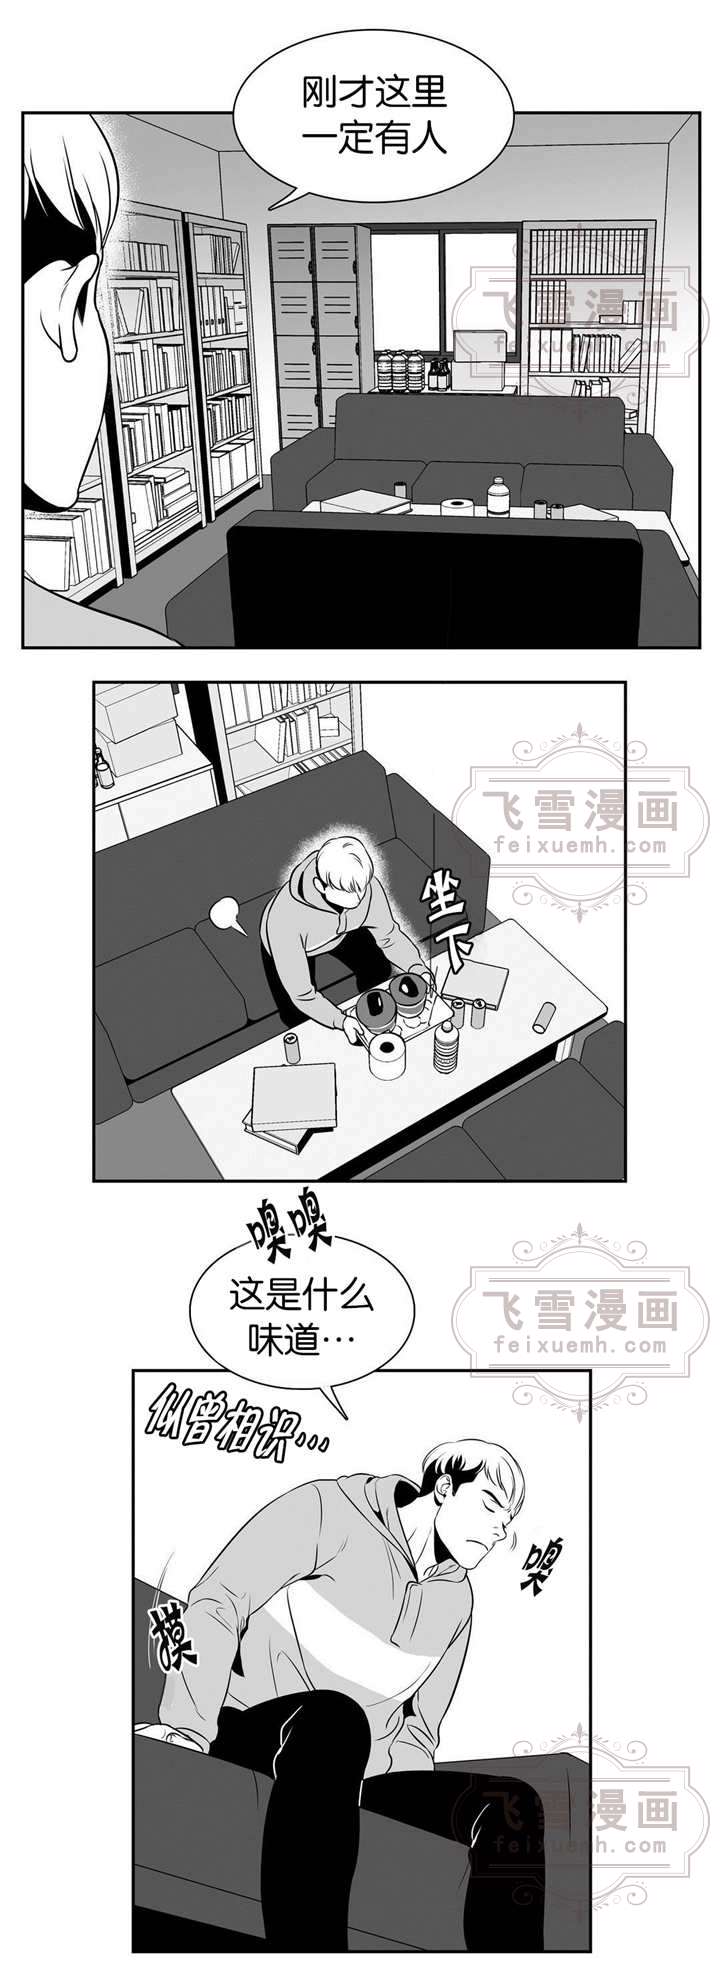 刚才这里
一定有人
飞雪漫画
feixuemh.com
飞雪漫画
feixuemh.com
坐下
嗅嗅
这是什么
味道…
飞雪漫画
feixuemh.com
似曾相识…
嗅
摸
飞雪漫画
feixuemh.com